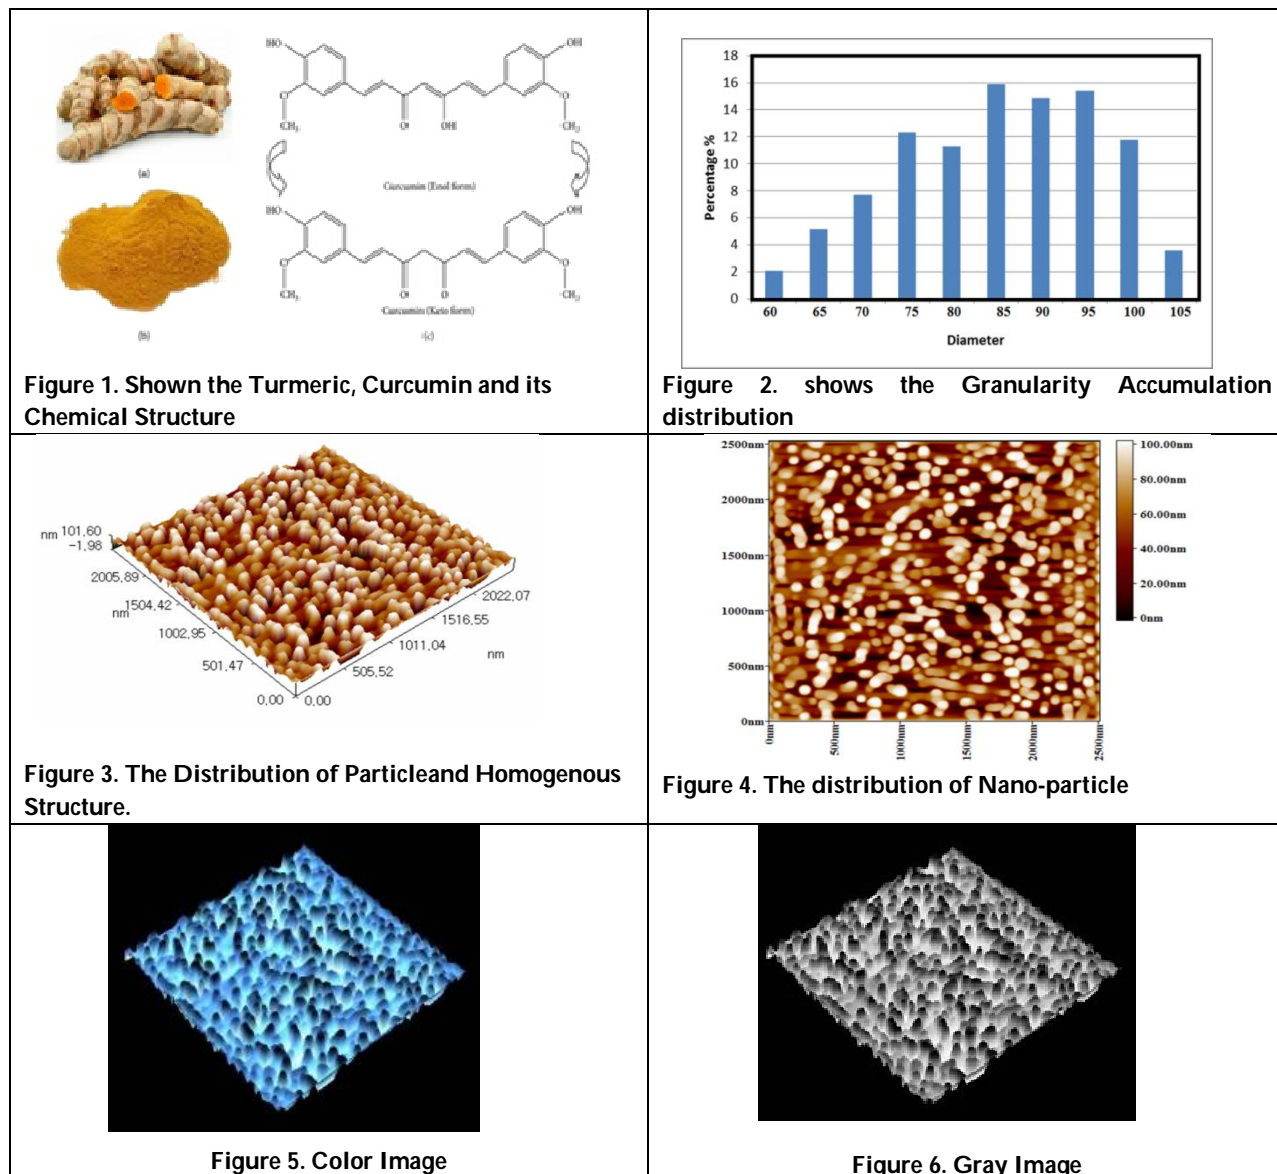 HO
OH
O
O
CH3
O
OH
CH3
(a)
Curcumin (Enol form)
HO
OH
O
O
CH3
O
O
CH3
Curcumin (Keto form)
(b)
(c)
Figure 1. Shown the Turmeric, Curcumin and its
Chemical Structure
18
16
14
12
10
8
6
4
2
0
Percentage %
60 65 70 75 80 85 90 95 100 105
Diameter
Figure 2. shows the Granularity Accumulation
distribution
nm 101.60
-1.98
2005.89
nm 1504.42
1002.95
501.47
0.00
0.00
505.52
1011.04
1516.55
2022.07
nm
Figure 3. The Distribution of Particleand Homogenous
Structure.
2500nm
2000nm
1500nm
1000nm
500nm
0nm
0nm
500nm
1000nm
1500nm
2000nm
2500nm
100.00nm
80.00nm
60.00nm
40.00nm
20.00nm
0nm
Figure 4. The distribution of Nano-particle
Figure 5. Color Image
Figure 6. Gray Image